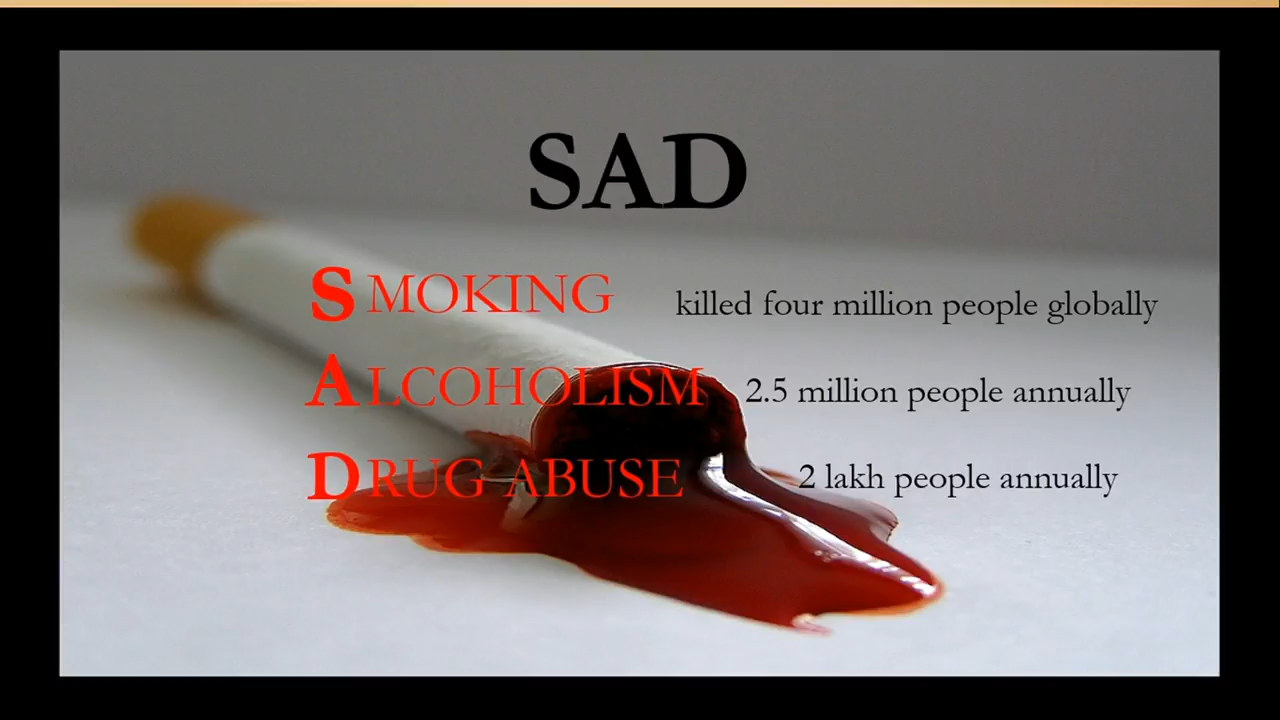 SAD
SMOKING killed four million people globally
ALCOHOLISM 2.5 million people annually
DRUG ABUSE 2 lakh people annually